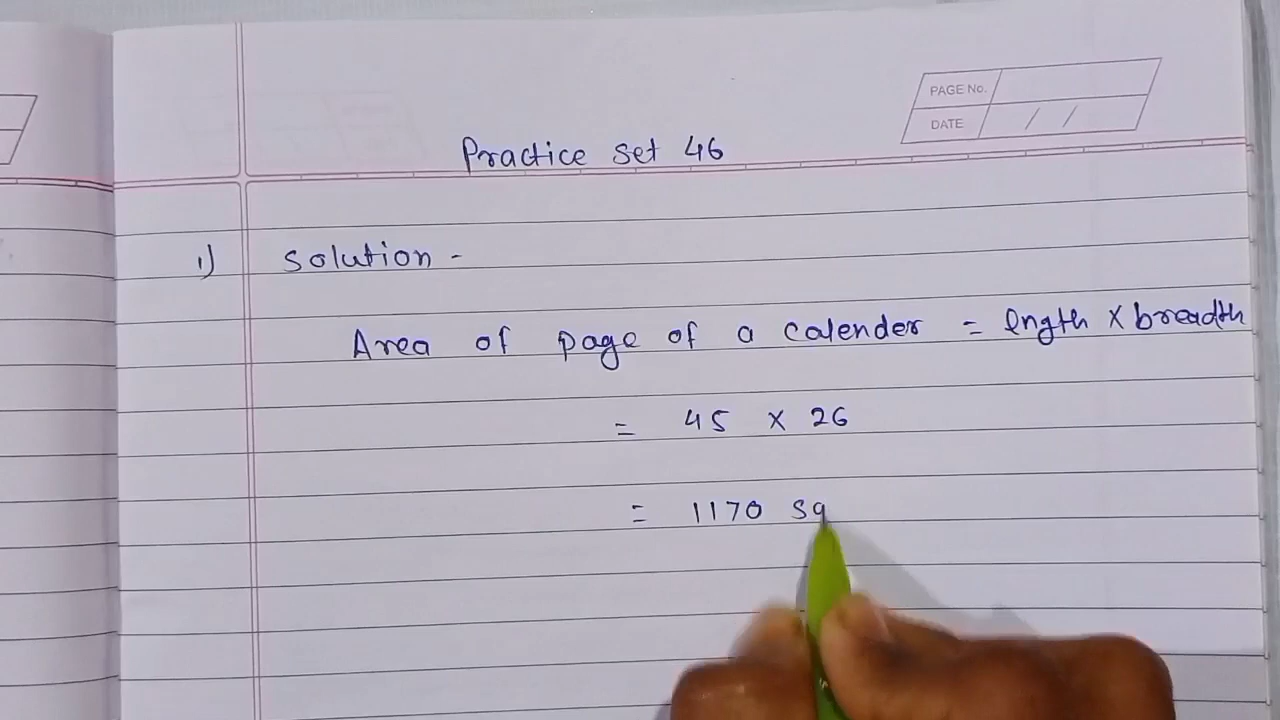 PAGE No.
DATE / /
Practice set 46
1) Solution -
Area of page of a calender = length × breadth
= 45 × 26
= 1170 sq